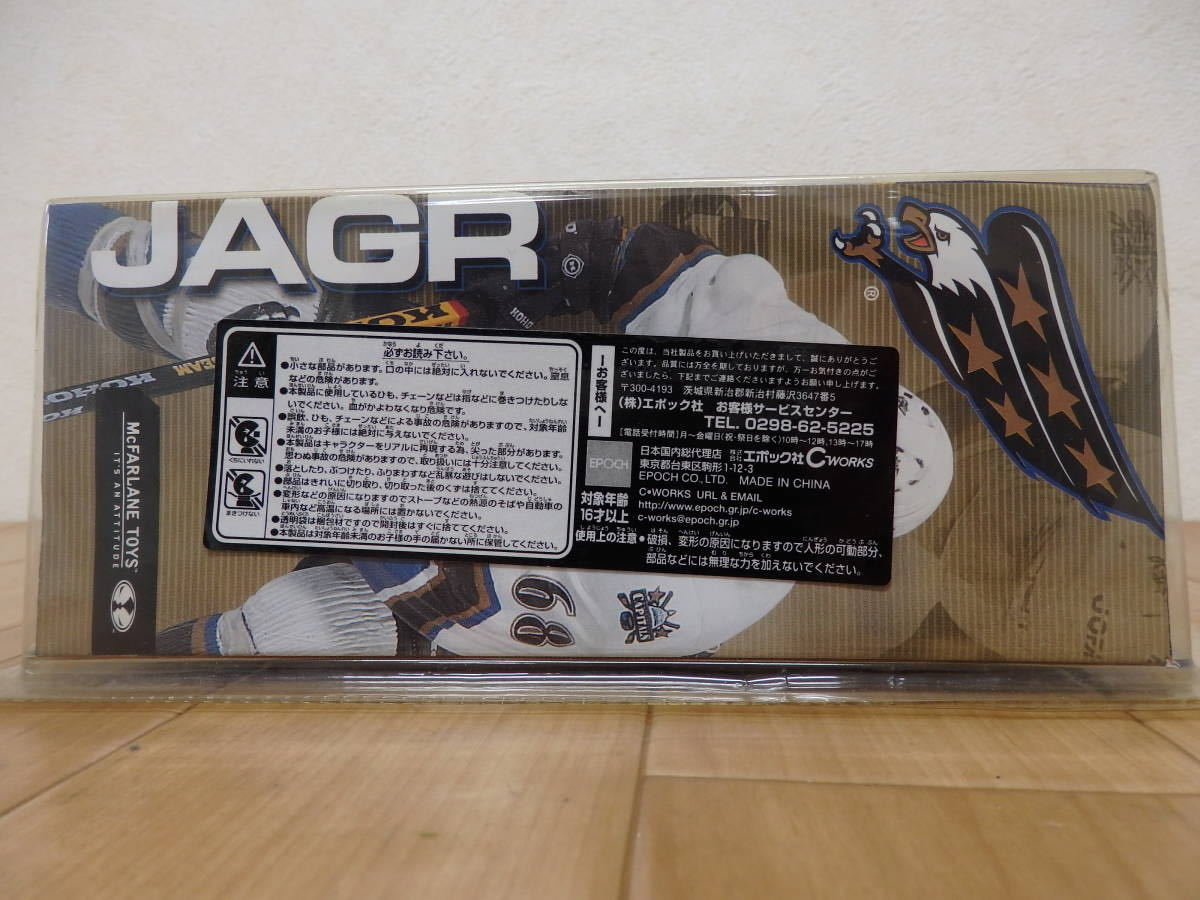 JAGR
®
KOHO
KOHO
McFARLANE TOYS™
IT'S AN ATTITUDE
注意
くちにいれない
まきつけない
必ずお読み下さい。
●小さな部品があります。口の中には絶対に入れないでください。窒息
などの危険があります。
●本製品に使用しているひも、チェーンなどは指などに巻きつけたりしな
いでください。血がかよわなくなり危険です。
●誤飲、ひも、チェーンなどによる事故の危険がありますので、対象年齢
未満のお子様には絶対に与えないでください。
●本製品はキャラクターをリアルに再現する為、尖った部分があります。
思わぬ事故の危険がありますので、取り扱いには十分注意してください。
●落としたり、ぶつけたり、ふりまわすなど乱暴な遊びはしないでください。
●部品はきれいに切り取り、切り取った後のくずは捨ててください。
●変形などの原因になりますのでストーブなどの熱源のそばや自動車の
車内など高温になる場所には置かないでください。
●透明袋は梱包材ですので開封後はすぐに捨ててください。
●本製品は対象年齢未満のお子様の手の届かない所に保管してください。
ーお客様へー
この度は、当社製品をお買い上げいただきまして、誠にありがとうご
ざいます。品質には万全を期しておりますが、万一お気付きの点がご
ざいましたら、下記までご連絡くださいますようお願い申し上げます。
〒300-4193 茨城県新治郡新治村藤沢3647番5
(株)エポック社 お客様サービスセンター
TEL. 0298-62-5225
[電話受付時間]月~金曜日(祝・祭日を除く)10時~12時,13時~17時
EPOCH
日本国内総代理店 株式会社エポック社 C・WORKS
東京都台東区駒形1-12-3
EPOCH CO., LTD. MADE IN CHINA
対象年齢
16才以上
C•WORKS URL & EMAIL
http://www.epoch.gr.jp/c-works
c-works@epoch.gr.jp
使用上の注意
●破損、変形の原因になりますので人形の可動部分、
部品などには無理な力を加えないでください。
68
CAPITALS